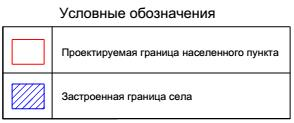 Условные обозначения
Проектируемая граница населенного пункта
Застроенная граница села